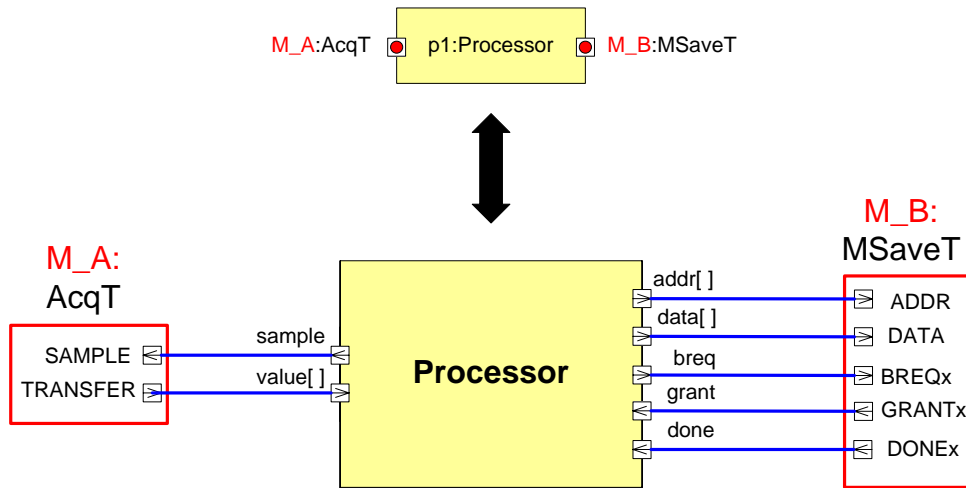 M_A:AcqT
p1:Processor
M_B:MSaveT
M_A:
AcqT
M_B:
MSaveT
SAMPLE
TRANSFER
sample
value[ ]
Processor
addr[ ]
data[ ]
breq
grant
done
ADDR
DATA
BREQx
GRANTx
DONEx